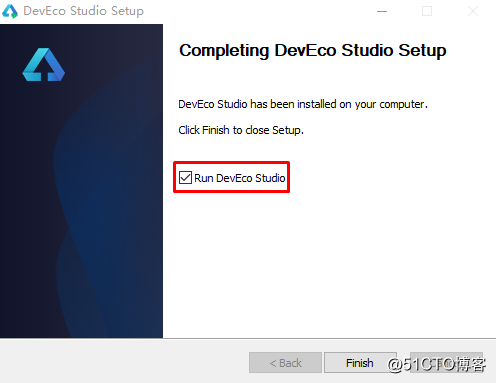 DevEco Studio Setup
Completing DevEco Studio Setup
DevEco Studio has been installed on your computer.
Click Finish to close Setup.
Run DevEco Studio
< Back
Finish
@51CTO博客